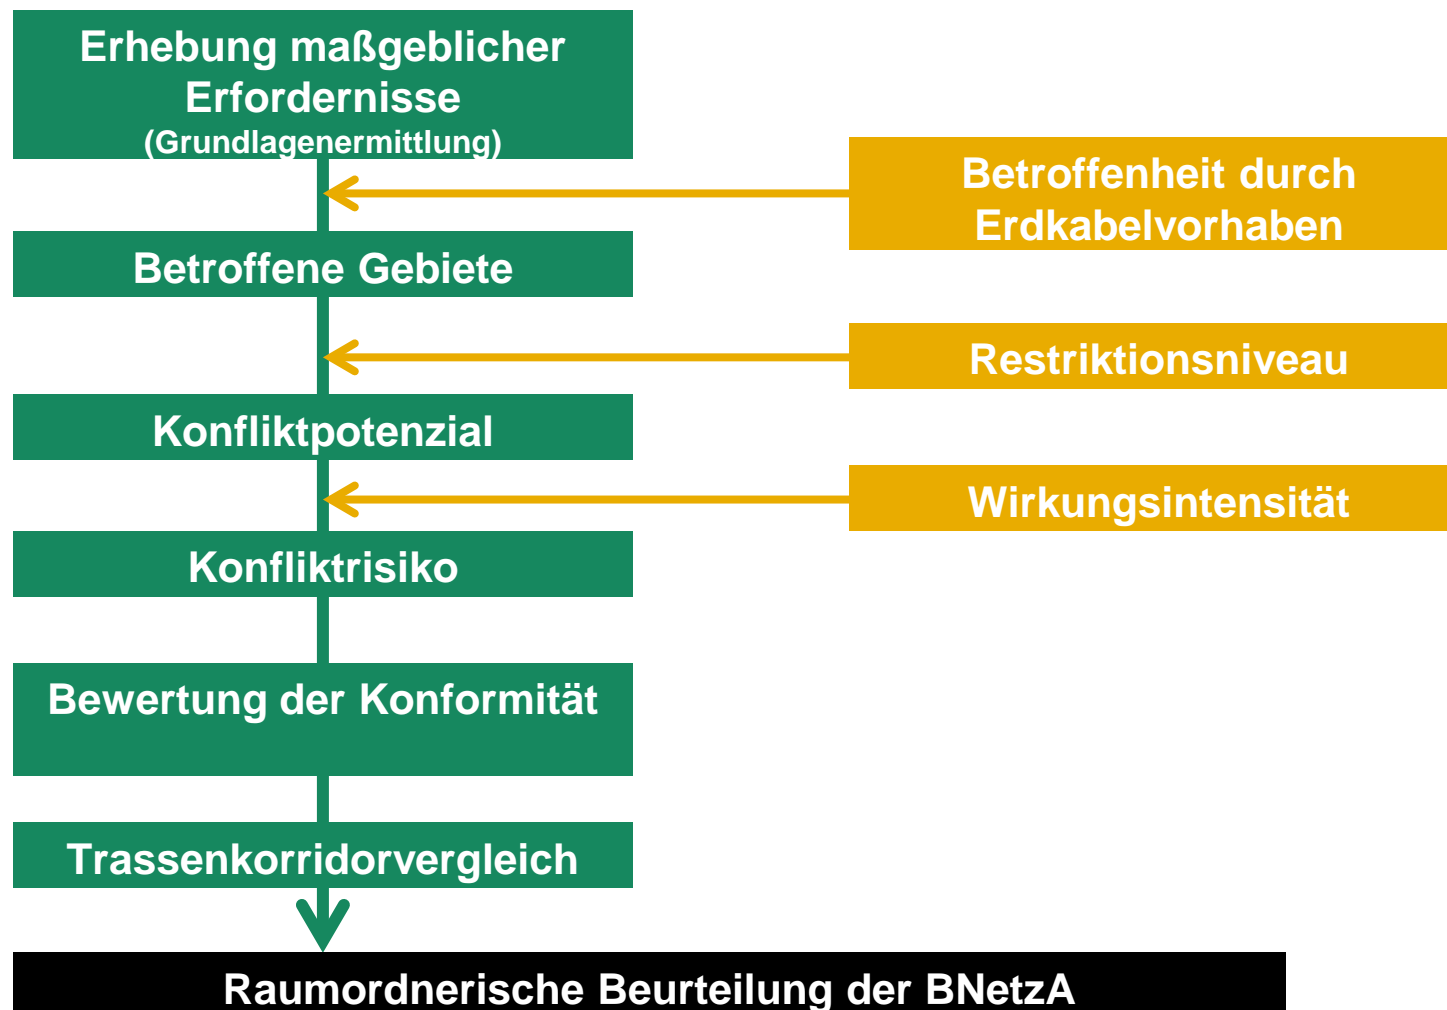 Erhebung maßgeblicher
Erfordernisse
(Grundlagenermittlung)
Betroffenheit durch
Erdkabelvorhaben
Betroffene Gebiete
Restriktionsniveau
Konfliktpotenzial
Wirkungsintensität
Konfliktrisiko
Bewertung der Konformität
Trassenkorridorvergleich
Raumordnerische Beurteilung der BNetzA